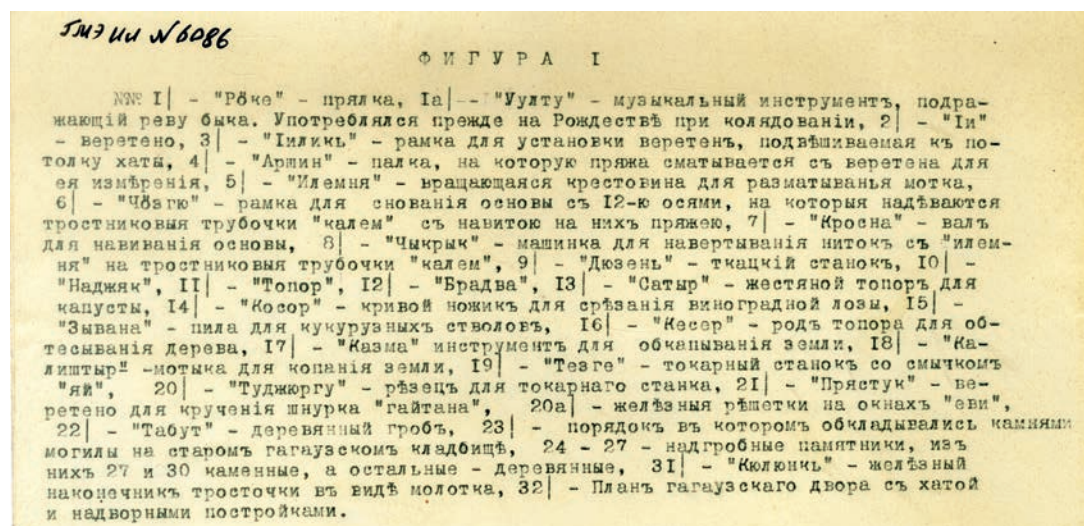 ГМЭ ИИ №6086
ФИГУРА I
№№ I| - "Рӧке" - прялка, Iа| -- "Уулту" - музыкальный инструментъ, подра-
жающій реву быка. Употреблялся прежде на Рождествѣ при колядованіи, 2| - "Iи"
- веретено, 3| - "Iиликь" - рамка для установки веретенъ, подвѣшиваемая къ по-
толку хаты, 4| - "Аршин" - палка, на которую пряжа сматывается съ веретена для
ея измѣренія, 5| - "Илемня" - вращающаяся крестовина для разматыванья мотка,
6| - "Чӧзгю" - рамка для снованія основы съ I2-ю осями, на которыя надѣваются
тростниковыя трубочки "калем" съ навитою на нихъ пряжею, 7| - "Кросна" - валъ
для навиванія основы, 8| - "Чыкрык" - машинка для навертыванія нитокъ съ "илем-
ня" на тростниковыя трубочки "калем", 9| - "Дюзень" - ткацкій станокъ, I0| -
"Наджяк", II| - "Топор", I2| - "Брадва", I3| - "Сатыр" - жестяной топоръ для
капусты, I4| - "Косор" - кривой ножикъ для срѣзанія виноградной лозы, I5| -
"Зывана" - пила для кукурузныхъ стволовъ, I6| - "Кесер" - родъ топора для об-
тесыванія дерева, I7| - "Казма" инструментъ для обкапыванія земли, I8| - "Ка-
лиштыр" -мотыка для копанія земли, I9| - "Тезге" - токарный станокъ со смычкомъ
"яй", 20| - "Туджюргу" - рѣзецъ для токарнаго станка, 2I| - "Прястук" - ве-
ретено для крученія шнурка "гайтана", 20а| - желѣзныя рѣшетки на окнахъ "еви",
22| - "Табут" - деревянный гробъ, 23| - порядокъ въ которомъ обкладывались камнями
могилы на старомъ гагаузскомъ кладбищѣ, 24 - 27 - надгробные памятники, изъ
нихъ 27 и 30 каменные, а остальные - деревянные, 3I| - "Кюлюнкь" - желѣзный
наконечникъ тросточки въ видѣ молотка, 32| - Планъ гагаузскаго двора съ хатой
и надворными постройками.